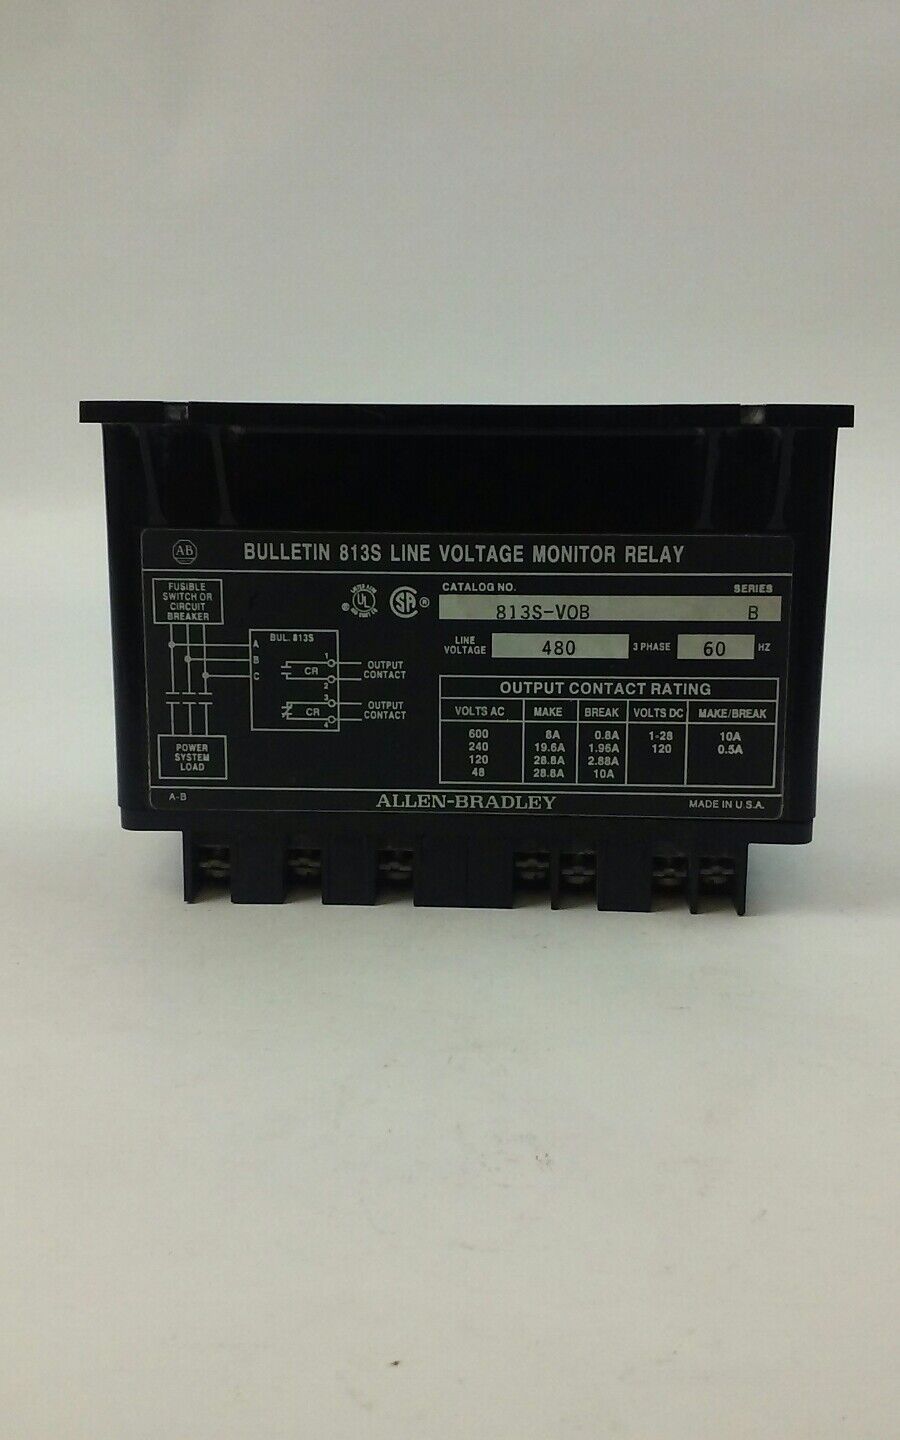 AB
BULLETIN 813S LINE VOLTAGE MONITOR RELAY
FUSIBLE
SWITCH OR
CIRCUIT
BREAKER
A
B
C
BUL. 813S
1
CR
2
3
CR
4
OUTPUT
CONTACT
OUTPUT
CONTACT
POWER
SYSTEM
LOAD
A-B
UL
®
SA ®
CATALOG NO. SERIES
813S-VOB B
LINE
VOLTAGE 480 3 PHASE 60 HZ
OUTPUT CONTACT RATING
VOLTS AC MAKE BREAK VOLTS DC MAKE/BREAK
600 8A 0.8A 1-28 10A
240 19.6A 1.96A 120 0.5A
120 28.8A 2.88A
48 28.8A 10A
ALLEN-BRADLEY
MADE IN U.S.A.